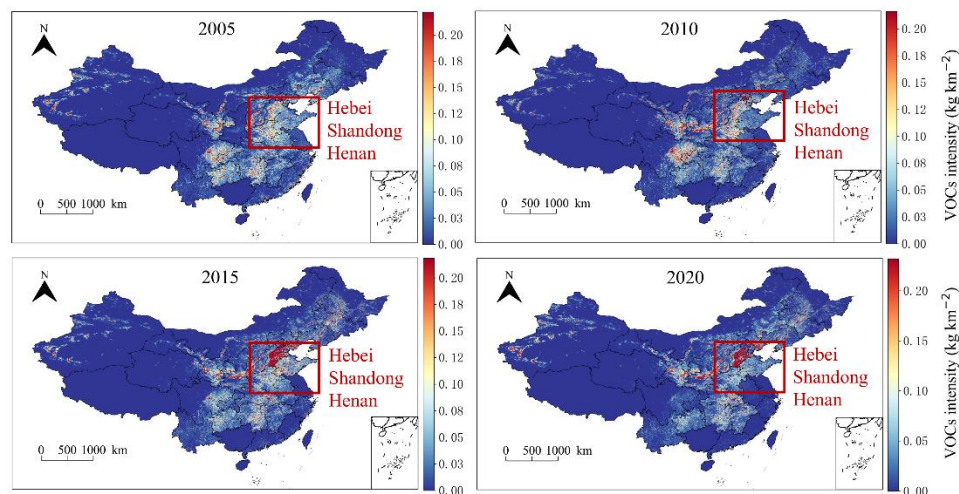 2005
N
Hebei
Shandong
Henan
0 500 1000 km
0.20
0.18
0.15
0.13
0.10
0.08
0.05
0.03
0.00
2010
N
Hebei
Shandong
Henan
0 500 1000 km
0.20
0.18
0.15
0.13
0.10
0.08
0.05
0.03
0.00
VOCs intensity (kg km⁻²)
2015
N
Hebei
Shandong
Henan
0 500 1000 km
0.20
0.18
0.15
0.13
0.10
0.08
0.05
0.03
0.00
2020
N
Hebei
Shandong
Henan
0 500 1000 km
0.20
0.15
0.10
0.05
0.00
VOCs intensity (kg km⁻²)